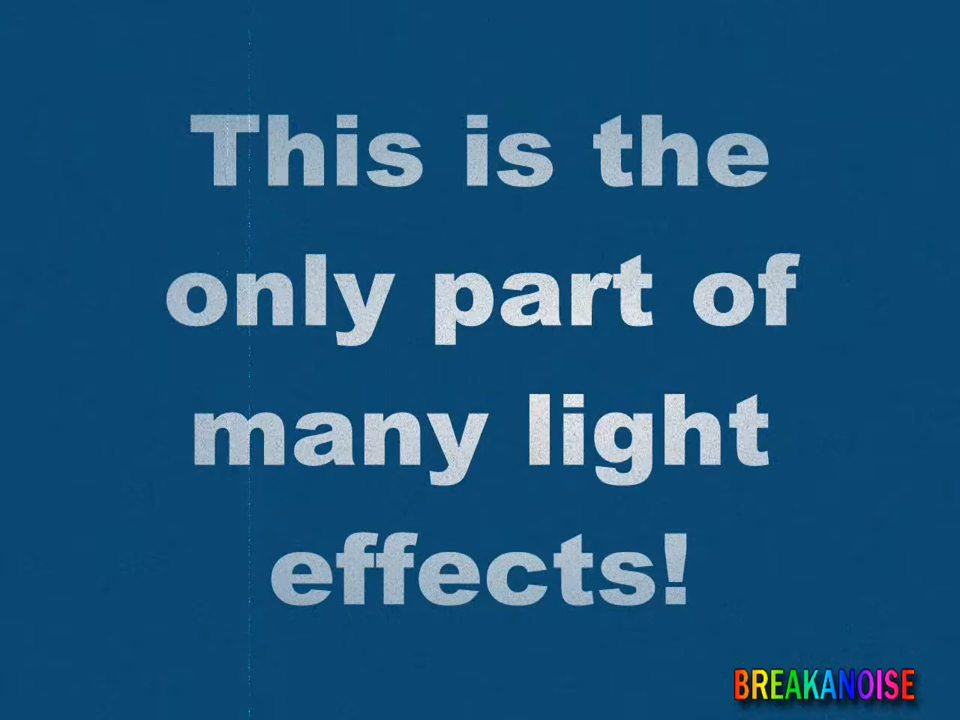 This is the
only part of
many light
effects!
BREAKANOISE